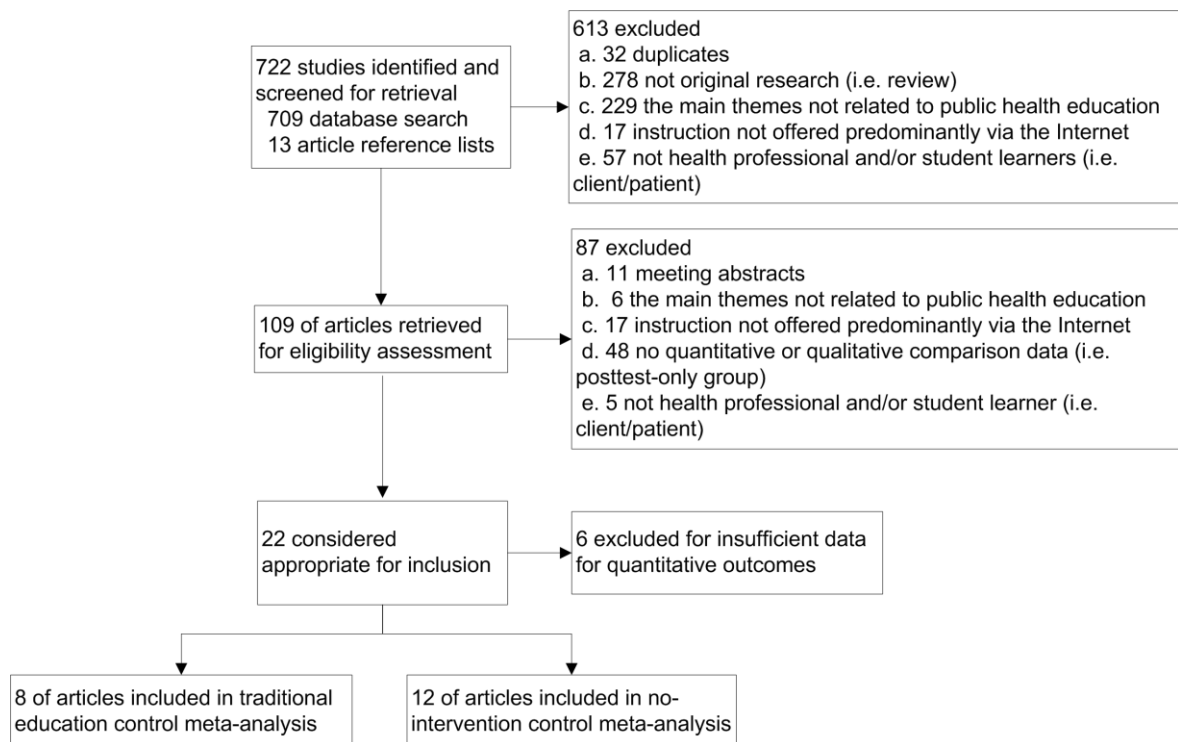 722 studies identified and
screened for retrieval
709 database search
13 article reference lists
613 excluded
a. 32 duplicates
b. 278 not original research (i.e. review)
c. 229 the main themes not related to public health education
d. 17 instruction not offered predominantly via the Internet
e. 57 not health professional and/or student learners (i.e.
client/patient)
109 of articles retrieved
for eligibility assessment
87 excluded
a. 11 meeting abstracts
b. 6 the main themes not related to public health education
c. 17 instruction not offered predominantly via the Internet
d. 48 no quantitative or qualitative comparison data (i.e.
posttest-only group)
e. 5 not health professional and/or student learner (i.e.
client/patient)
22 considered
appropriate for inclusion
6 excluded for insufficient data
for quantitative outcomes
8 of articles included in traditional
education control meta-analysis
12 of articles included in no-
intervention control meta-analysis